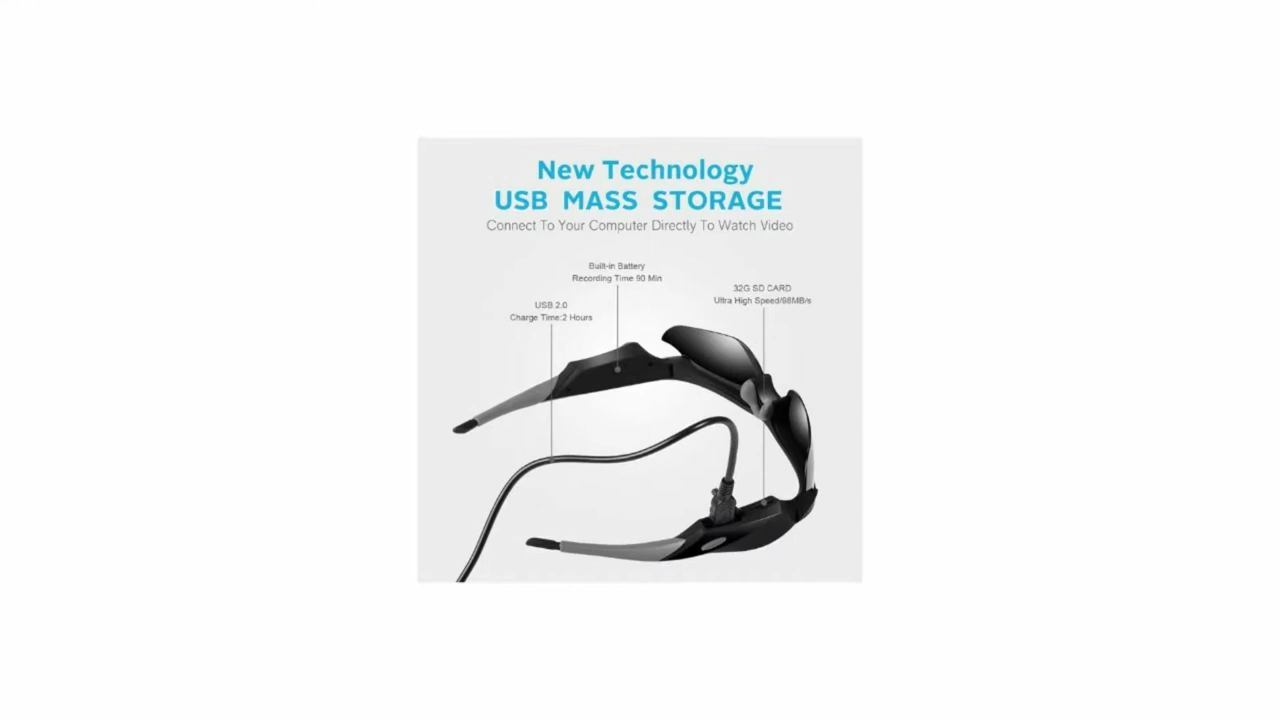 New Technology
USB MASS STORAGE
Connect To Your Computer Directly To Watch Video
Built-in Battery
Recording Time 90 Min
32G SD CARD
Ultra High Speed/98MB/s
USB 2.0
Charge Time:2 Hours